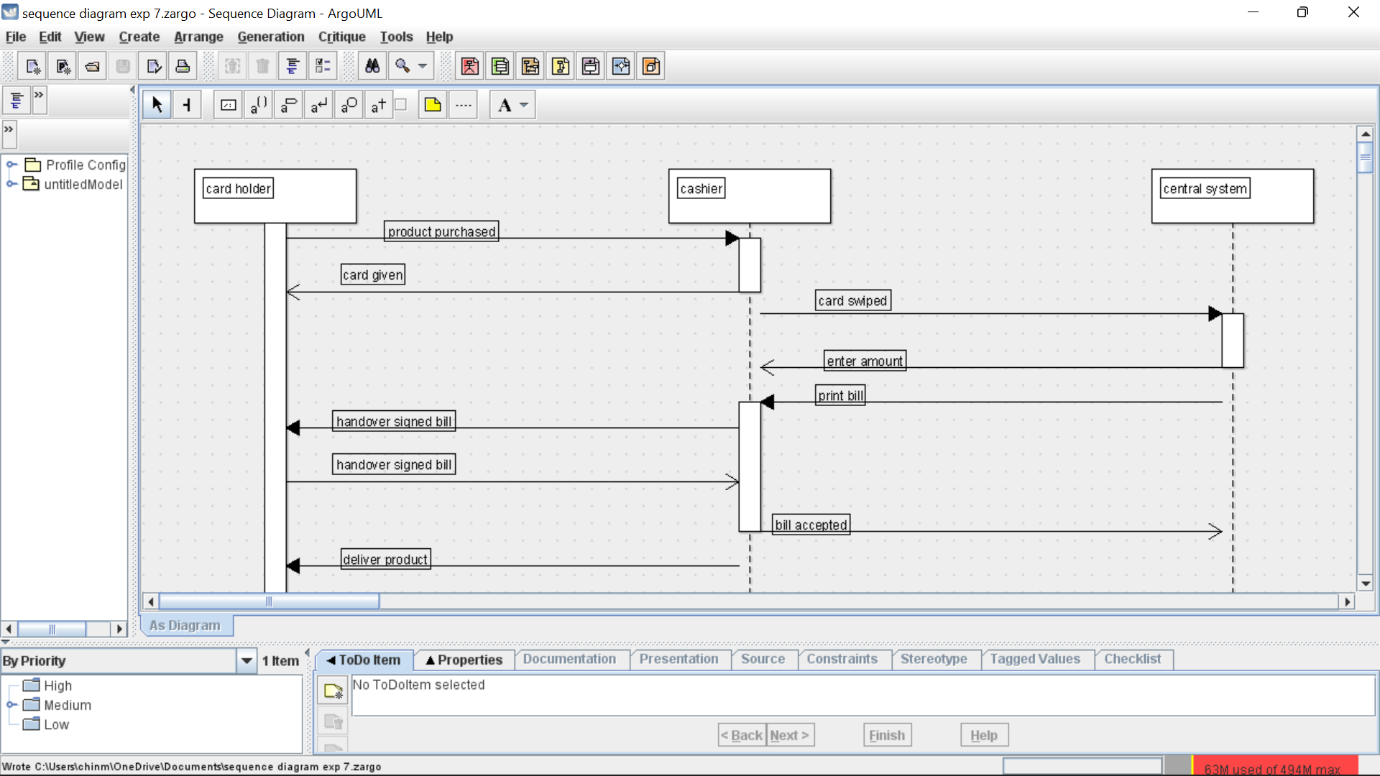 sequence diagram exp 7.zargo - Sequence Diagram - ArgoUML
File Edit View Create Arrange Generation Critique Tools Help
As Diagram
Profile Config
untitledModel
card holder
cashier
central system
product purchased
card given
card swiped
enter amount
print bill
handover signed bill
handover signed bill
bill accepted
deliver product
By Priority
1 Item
High
Medium
Low
ToDo Item Properties Documentation Presentation Source Constraints Stereotype Tagged Values Checklist
No ToDoItem selected
< Back Next > Finish Help
Wrote C:\Users\chinm\OneDrive\Documents\sequence diagram exp 7.zargo
63M used of 494M max